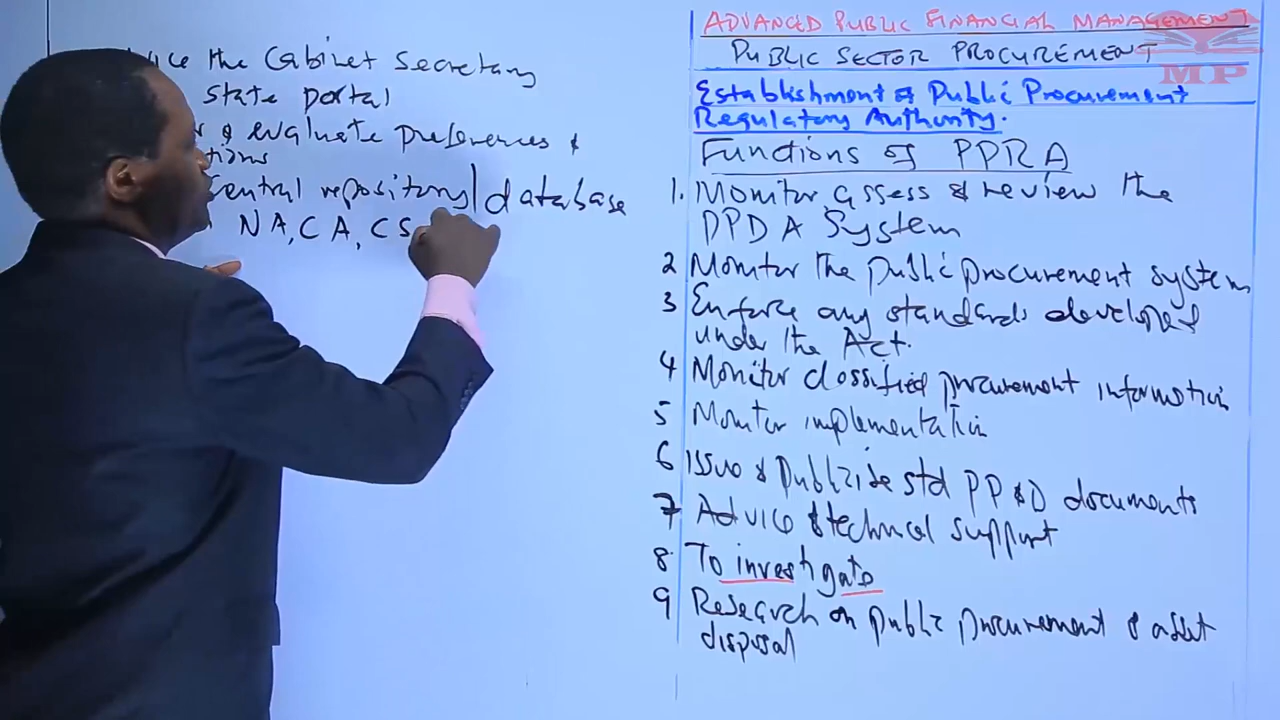 the Cabinet Secretary
State portal
& evaluate preferences &
tions
Central repository/database
NA, CA, CS
ADVANCED PUBLIC FINANCIAL MANAGEMENT
PUBLIC SECTOR PROCUREMENT
MP
Establishment of Public Procurement
Regulatory Authority.
Functions of PPRA
1. Monitor assess & review the
DPDA System
2 Monitor the public procurement system
3 Enforce any standards developed
under the Act.
4 Monitor classified procurement information
5 Monitor implementation
6 Issue & publicize std PP&D documents
7 Advice & technical support
8. To investigate
9 Research on public procurement & asset
disposal